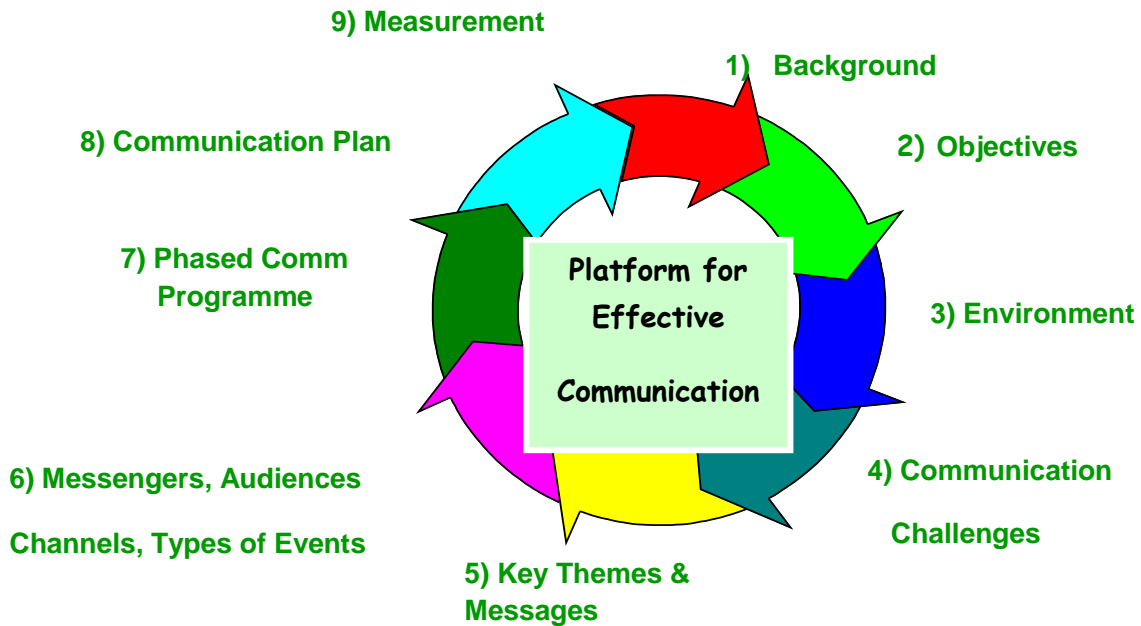 9) Measurement
1) Background
2) Objectives
8) Communication Plan
7) Phased Comm
Programme
Platform for
Effective
Communication
3) Environment
4) Communication
Challenges
6) Messengers, Audiences
Channels, Types of Events
5) Key Themes &
Messages